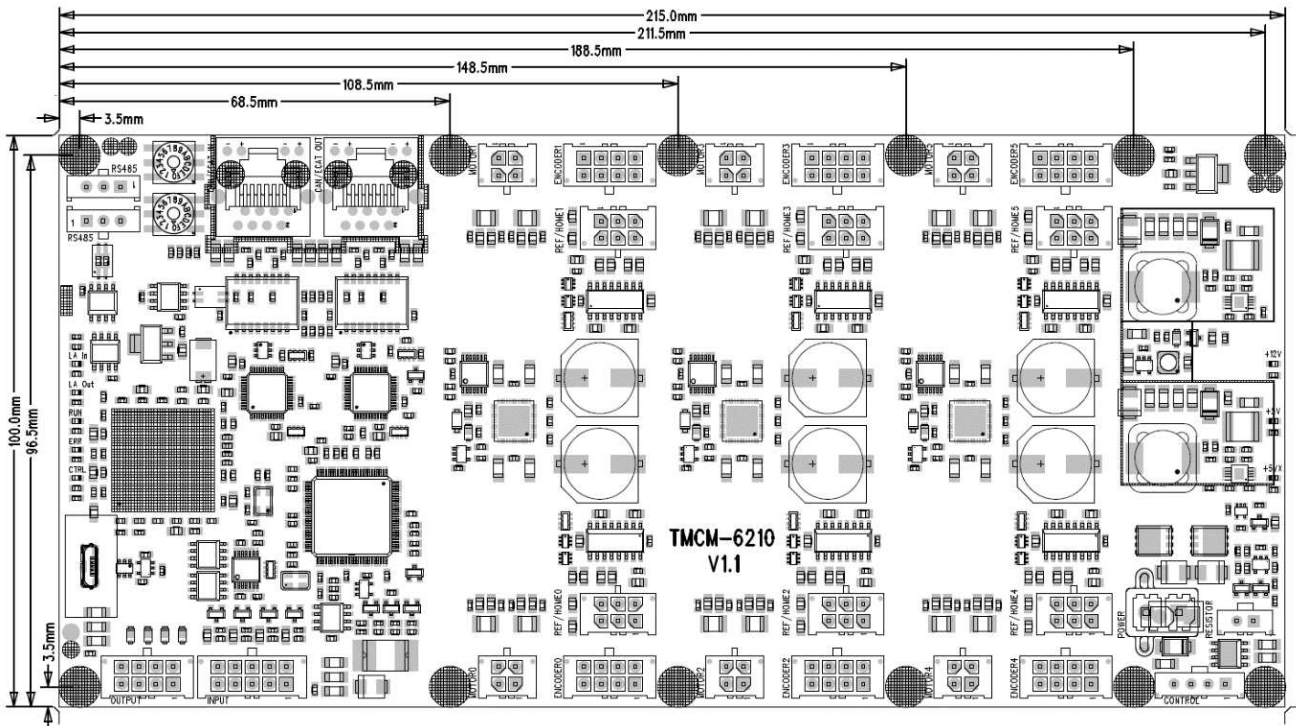 215.0mm
211.5mm
188.5mm
148.5mm
108.5mm
68.5mm
3.5mm
100.0mm
96.5mm
3.5mm
RS485
RS485
1
1
CAN/ECAT OUT
ENCODER1
ENCODER3
MOTOR5
ENCODER5
REF/HOME1
REF/HOME3
REF/HOME5
LA In
LA Out
RUN
ERR
CTRL
+12V
+5V
+5VX
TMCM-6210
V1.1
REF/HOME0
REF/HOME2
REF/HOME4
POWER
RESISTOR
MOTOR0
ENCODER0
MOTOR2
ENCODER2
MOTOR4
ENCODER4
OUTPUT
INPUT
CONTROL